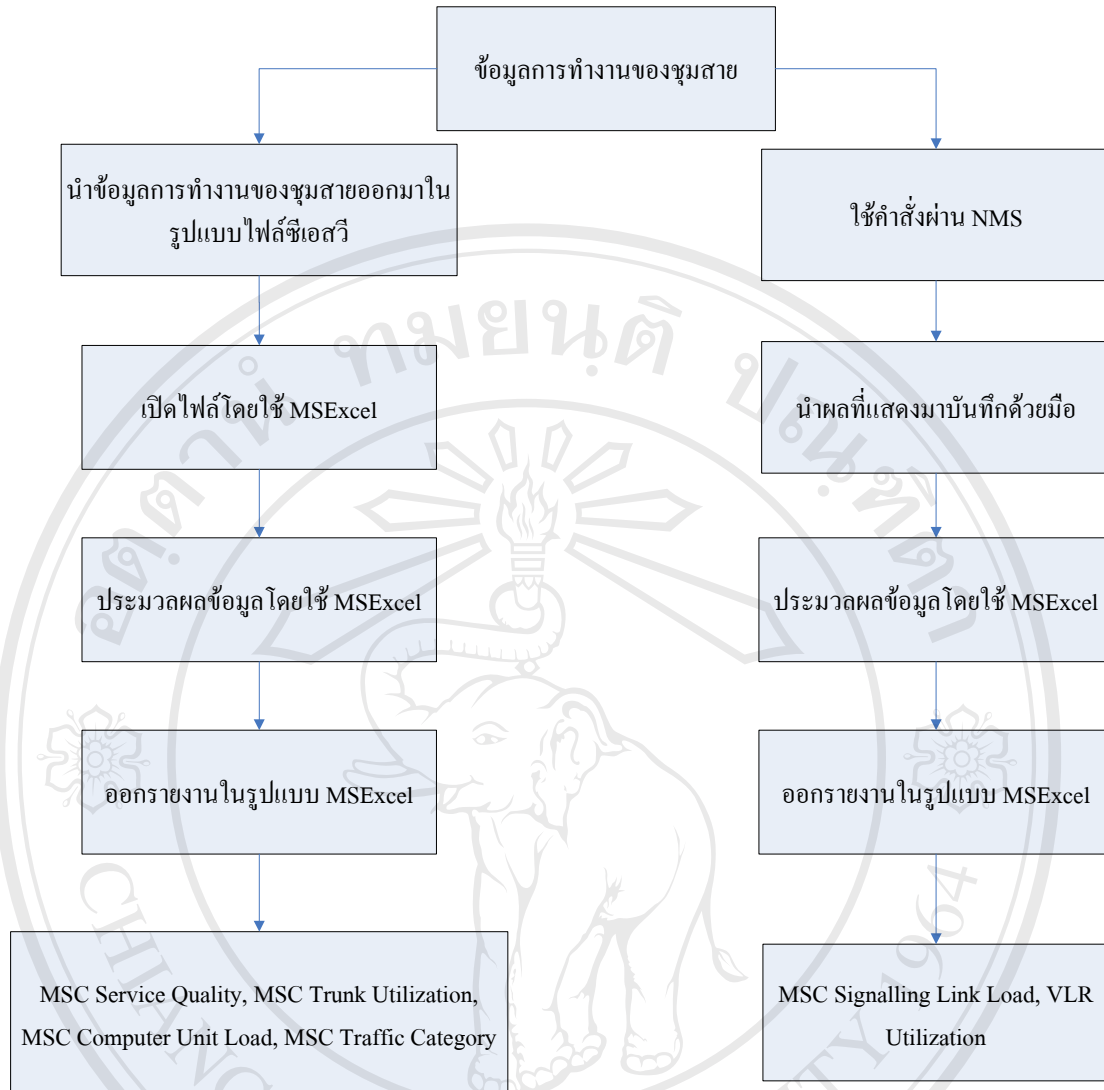 ข้อมูลการทำงานของชุมสาย
นำข้อมูลการทำงานของชุมสายออกมาใน
รูปแบบไฟล์ซีเอสวี
ใช้คำสั่งผ่าน NMS
เปิดไฟล์โดยใช้ MSExcel
นำผลที่แสดงมาบันทึกด้วยมือ
ประมวลผลข้อมูลโดยใช้ MSExcel
ประมวลผลข้อมูลโดยใช้ MSExcel
ออกรายงานในรูปแบบ MSExcel
ออกรายงานในรูปแบบ MSExcel
MSC Service Quality, MSC Trunk Utilization,
MSC Computer Unit Load, MSC Traffic Category
MSC Signalling Link Load, VLR
Utilization